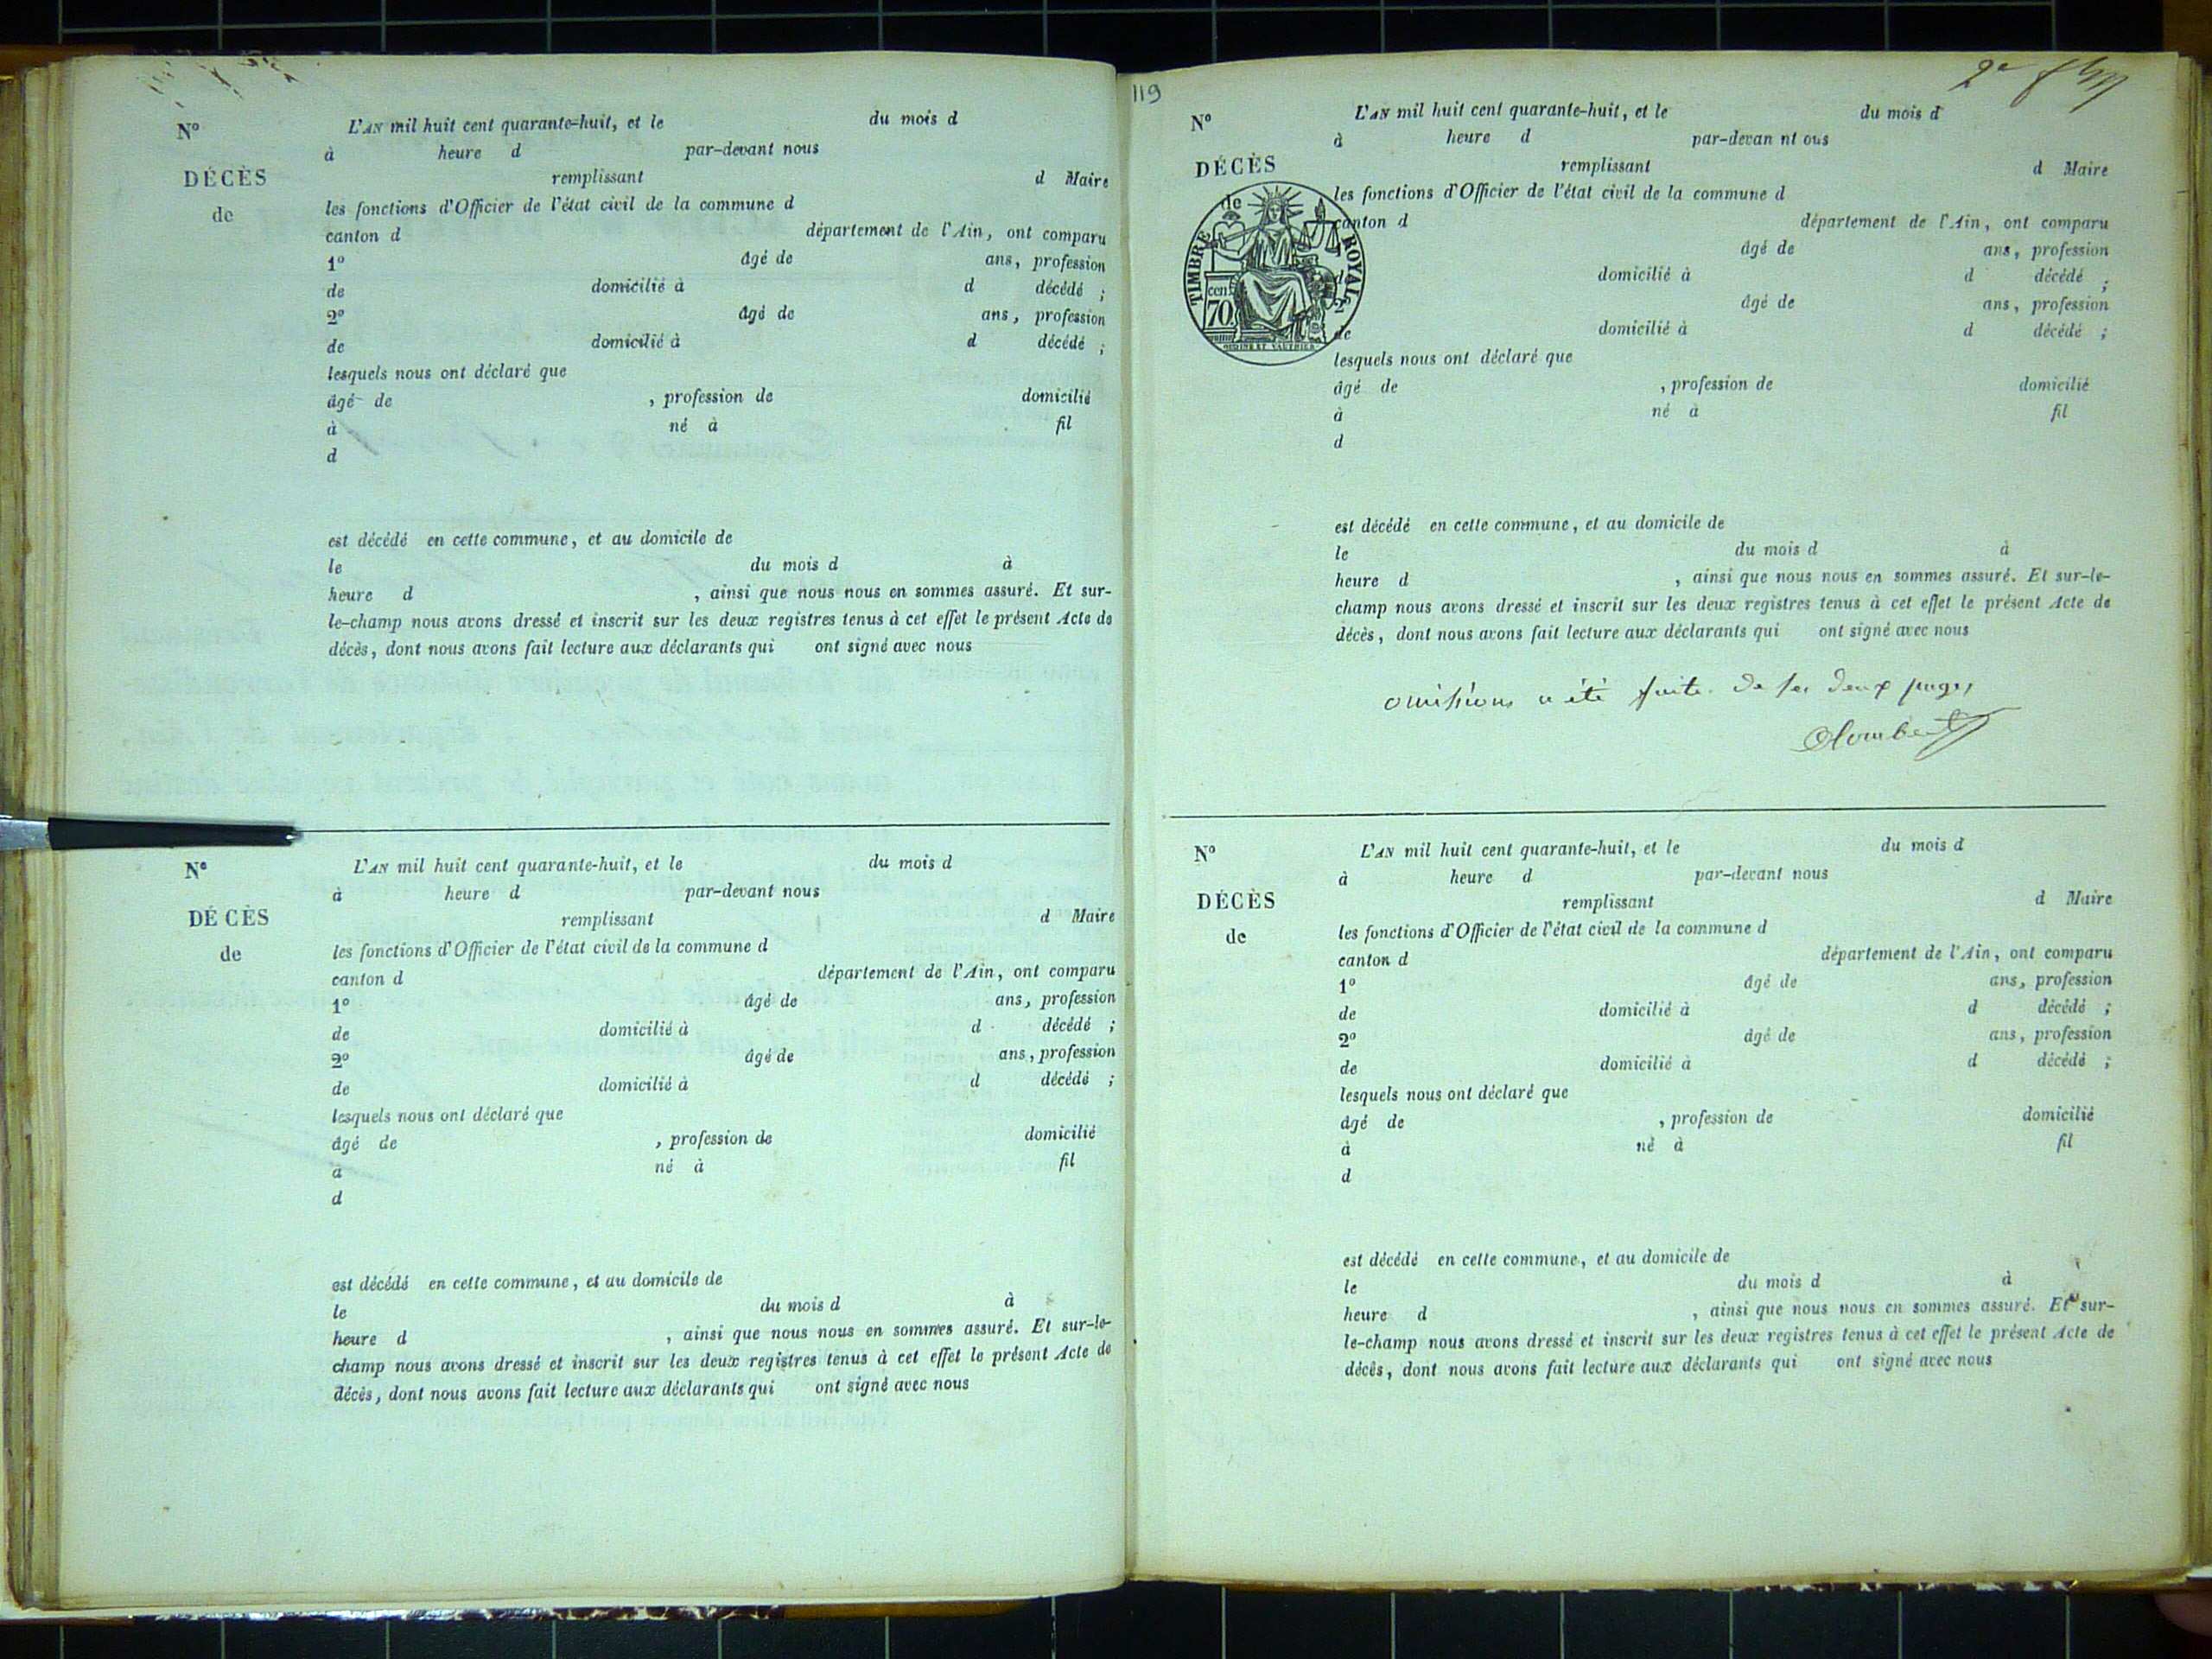 N° L'AN mil huit cent quarante-huit, et le du mois d
à heure d par-devant nous
DÉCÈS remplissant d Maire
de les fonctions d'Officier de l'état civil de la commune d
canton d département de l'Ain, ont comparu
1° âgé de ans, profession
de domicilié à d décédé ;
2° âgé de ans, profession
de domicilié à d décédé ;
lesquels nous ont déclaré que
âgé de , profession de domicilié
à né à fil
d
est décédé en cette commune, et au domicile de
le du mois d à
heure d , ainsi que nous nous en sommes assuré. Et sur-
le-champ nous avons dressé et inscrit sur les deux registres tenus à cet effet le présent Acte de
décès, dont nous avons fait lecture aux déclarants qui ont signé avec nous
N° L'AN mil huit cent quarante-huit, et le du mois d
à heure d par-devant nous
DÉCÈS remplissant d Maire
de les fonctions d'Officier de l'état civil de la commune d
canton d département de l'Ain, ont comparu
1° âgé de ans, profession
de domicilié à d décédé ;
2° âgé de ans, profession
de domicilié à d décédé ;
lesquels nous ont déclaré que
âgé de , profession de domicilié
à né à fil
d
est décédé en cette commune, et au domicile de
le du mois d à
heure d , ainsi que nous nous en sommes assuré. Et sur-le-
champ nous avons dressé et inscrit sur les deux registres tenus à cet effet le présent Acte de
décès, dont nous avons fait lecture aux déclarants qui ont signé avec nous
119
N° L'AN mil huit cent quarante-huit, et le du mois d
à heure d par-devan nt ous
DÉCÈS remplissant d Maire
de les fonctions d'Officier de l'état civil de la commune d
canton d département de l'Ain, ont comparu
âgé de ans, profession
de domicilié à d décédé ;
2° âgé de ans, profession
de domicilié à d décédé ;
TIMBRE ROYAL
cent
70
lesquels nous ont déclaré que
âgé de , profession de domicilié
à né à fil
d
est décédé en cette commune, et au domicile de
le du mois d à
heure d , ainsi que nous nous en sommes assuré. Et sur-le-
champ nous avons dressé et inscrit sur les deux registres tenus à cet effet le présent Acte de
décès, dont nous avons fait lecture aux déclarants qui ont signé avec nous
omissions a été faite de ses deux pages
N° L'AN mil huit cent quarante-huit, et le du mois d
à heure d par-devant nous
DÉCÈS remplissant d Maire
de les fonctions d'Officier de l'état civil de la commune d
canton d département de l'Ain, ont comparu
1° âgé de ans, profession
de domicilié à d décédé ;
2° âgé de ans, profession
de domicilié à d décédé ;
lesquels nous ont déclaré que
âgé de , profession de domicilié
à né à fil
d
est décédé en cette commune, et au domicile de
le du mois d à
heure d , ainsi que nous nous en sommes assuré. Et sur-
le-champ nous avons dressé et inscrit sur les deux registres tenus à cet effet le présent Acte de
décès, dont nous avons fait lecture aux déclarants qui ont signé avec nous